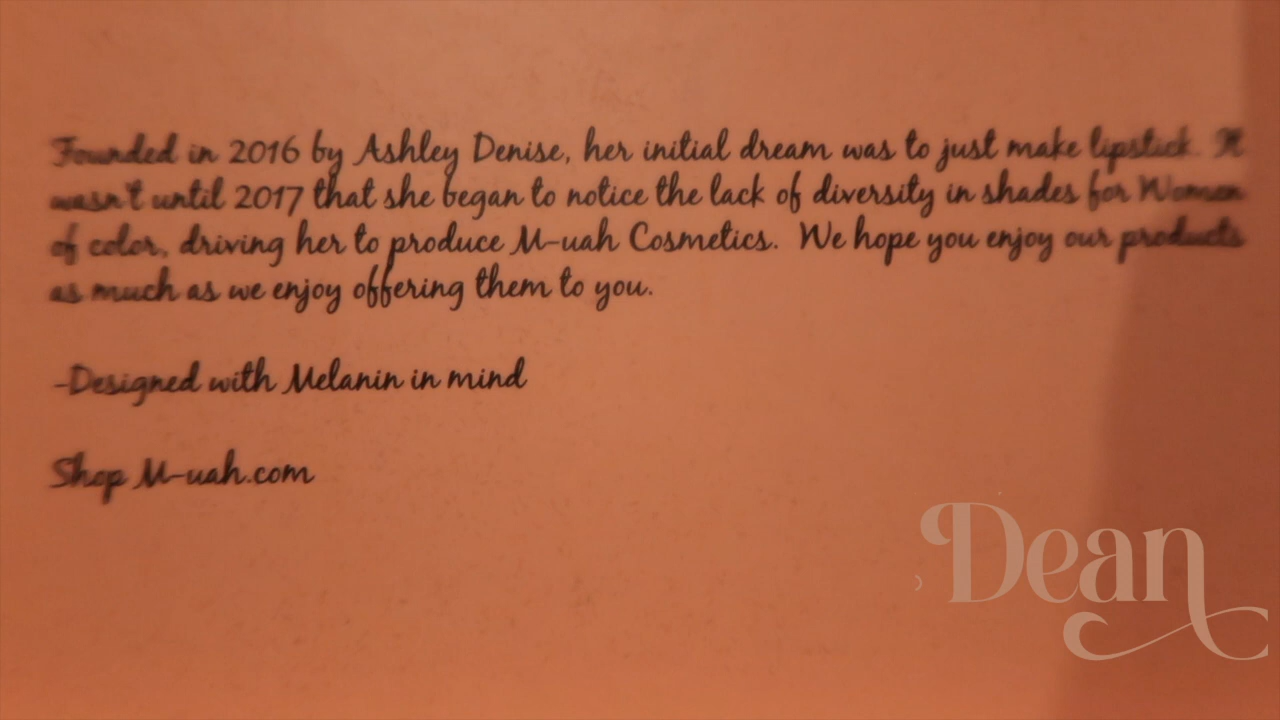 Founded in 2016 by Ashley Denise, her initial dream was to just make lipstick. It
wasn't until 2017 that she began to notice the lack of diversity in shades for Women
of color, driving her to produce M-uah Cosmetics. We hope you enjoy our products
as much as we enjoy offering them to you.
-Designed with Melanin in mind
Shop M-uah.com
Dean